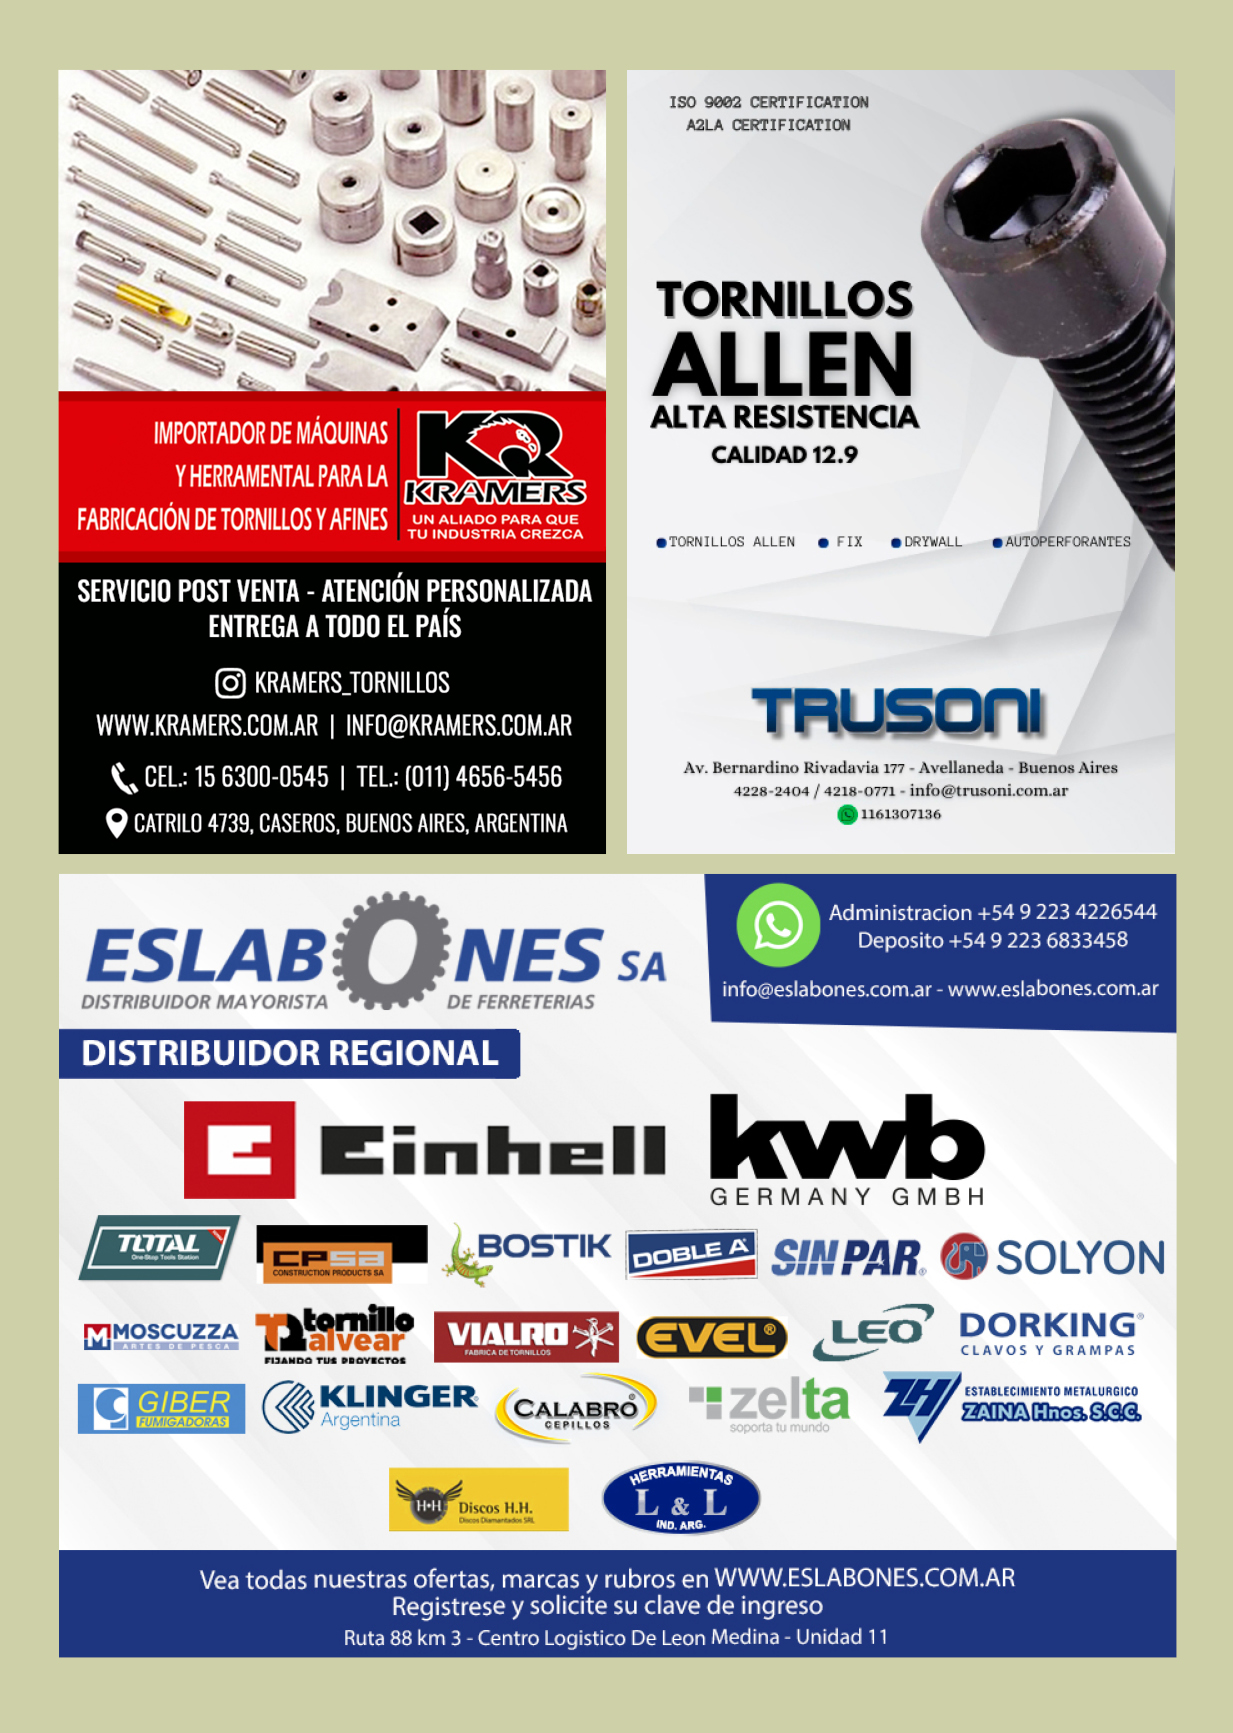 IMPORTADOR DE MÁQUINAS
Y HERRAMENTAL PARA LA
FABRICACIÓN DE TORNILLOS Y AFINES
KR
KRAMERS
UN ALIADO PARA QUE
TU INDUSTRIA CREZCA
SERVICIO POST VENTA - ATENCIÓN PERSONALIZADA
ENTREGA A TODO EL PAÍS
KRAMERS_TORNILLOS
WWW.KRAMERS.COM.AR | INFO@KRAMERS.COM.AR
CEL.: 15 6300-0545 | TEL.: (011) 4656-5456
CATRILO 4739, CASEROS, BUENOS AIRES, ARGENTINA
ISO 9002 CERTIFICATION
A2LA CERTIFICATION
TORNILLOS
ALLEN
ALTA RESISTENCIA
CALIDAD 12.9
TORNILLOS ALLEN FIX DRYWALL AUTOPERFORANTES
TRUSONI
Av. Bernardino Rivadavia 177 - Avellaneda - Buenos Aires
4228-2404 / 4218-0771 - info@trusoni.com.ar
1161307136
ESLABONES SA
DISTRIBUIDOR MAYORISTA DE FERRETERIAS
Administracion +54 9 223 4226544
Deposito +54 9 223 6833458
info@eslabones.com.ar - www.eslabones.com.ar
DISTRIBUIDOR REGIONAL
Einhell
kwb
GERMANY GMBH
TOTAL
One-Stop Tools Station
CPSA
CONSTRUCTION PRODUCTS SA
BOSTIK
DOBLE A
SINPAR®
SOLYON
M MOSCUZZA
ARTES DE PESCA
tornillo
alvear
FIJANDO TUS PROYECTOS
VIALRO
FABRICA DE TORNILLOS
EVEL®
LEO
DORKING®
CLAVOS Y GRAMPAS
GIBER
FUMIGADORAS
KLINGER
Argentina
CALABRÓ
CEPILLOS
zelta
soporta tu mundo
ZH
ESTABLECIMIENTO METALURGICO
ZAINA Hnos. S.C.C.
H+H
Discos H.H.
Discos Diamantados SRL
HERRAMIENTAS
L & L
IND. ARG.
Vea todas nuestras ofertas, marcas y rubros en WWW.ESLABONES.COM.AR
Registrese y solicite su clave de ingreso
Ruta 88 km 3 - Centro Logistico De Leon Medina - Unidad 11